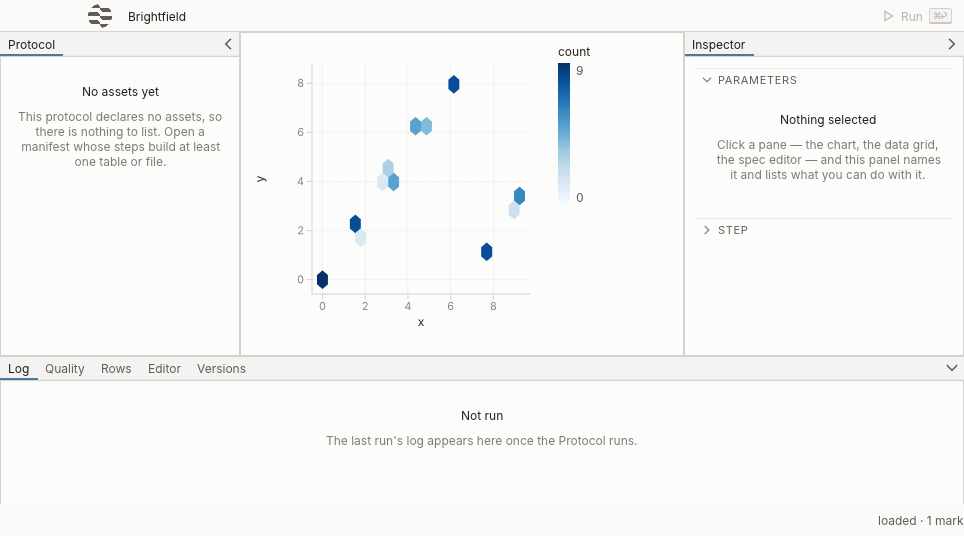 Brightfield
Run ⌘⏎
Protocol
Inspector
No assets yet
This protocol declares no assets, so
there is nothing to list. Open a
manifest whose steps build at least
one table or file.
count
9
0
8
6
4
2
0
y
0 2 4 6 8
x
PARAMETERS
Nothing selected
Click a pane — the chart, the data grid,
the spec editor — and this panel names
it and lists what you can do with it.
STEP
Log Quality Rows Editor Versions
Not run
The last run's log appears here once the Protocol runs.
loaded · 1 mark